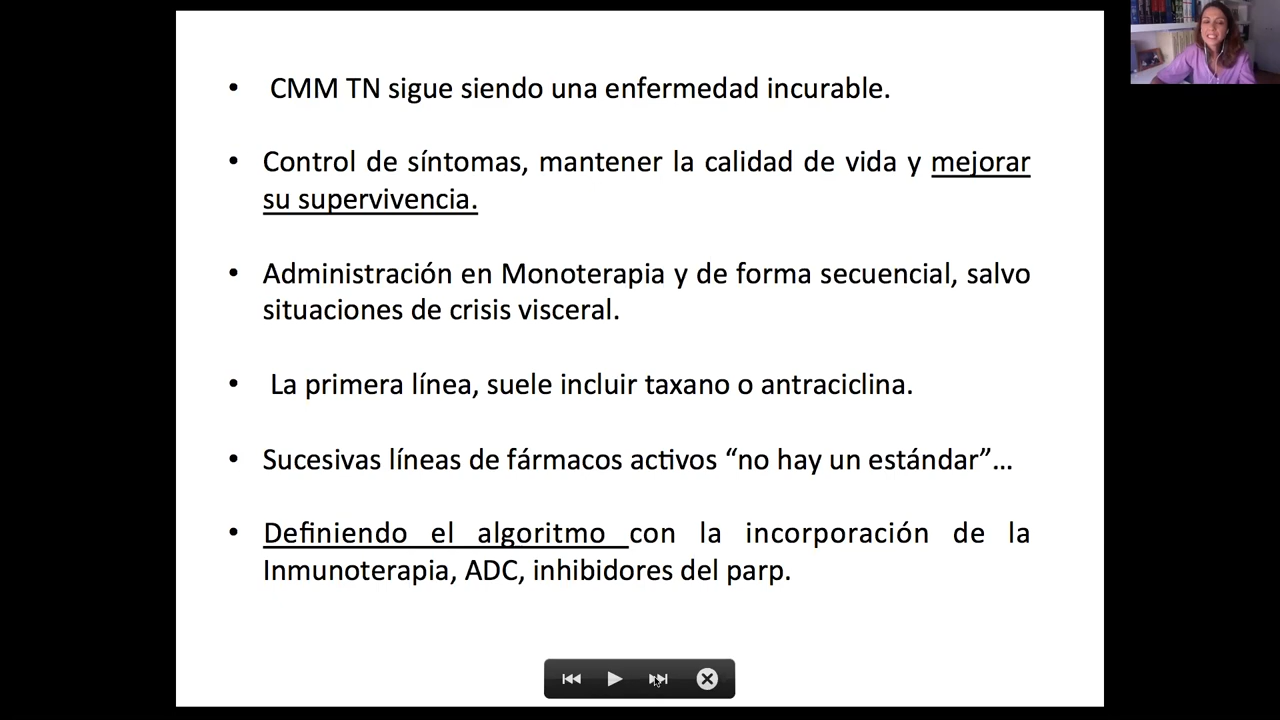 • CMM TN sigue siendo una enfermedad incurable.
• Control de síntomas, mantener la calidad de vida y mejorar
su supervivencia.
• Administración en Monoterapia y de forma secuencial, salvo
situaciones de crisis visceral.
• La primera línea, suele incluir taxano o antraciclina.
• Sucesivas líneas de fármacos activos “no hay un estándar”...
• Definiendo el algoritmo con la incorporación de la
Inmunoterapia, ADC, inhibidores del parp.